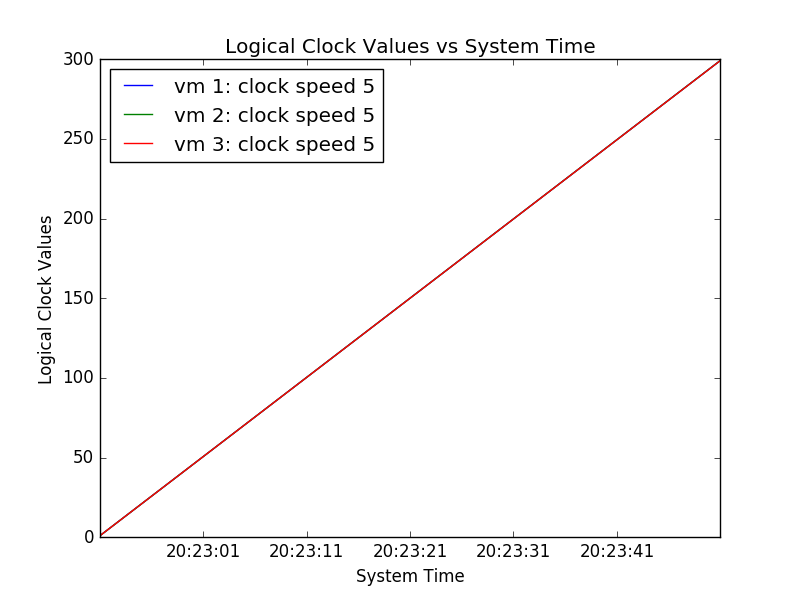 Logical Clock Values vs System Time
vm 1: clock speed 5
vm 2: clock speed 5
vm 3: clock speed 5
300
250
200
150
100
50
0
Logical Clock Values
20:23:01 20:23:11 20:23:21 20:23:31 20:23:41
System Time